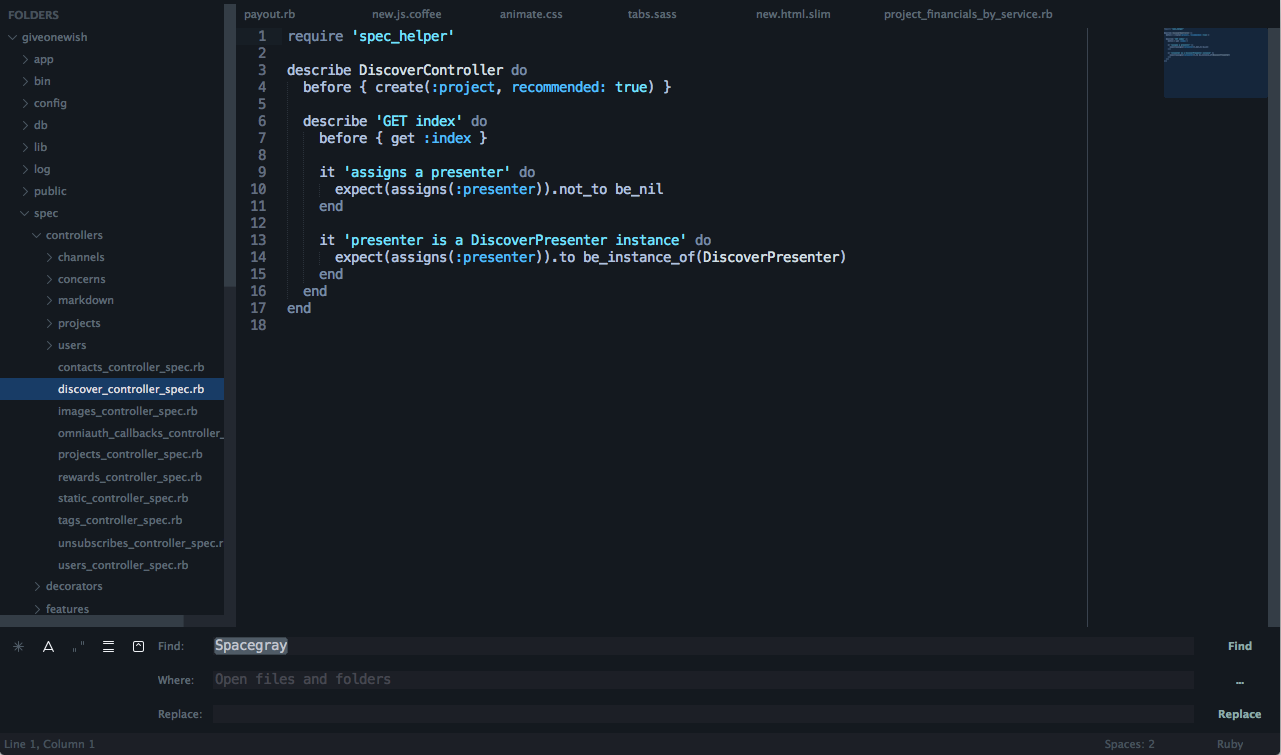 FOLDERS
giveonewish
app
bin
config
db
lib
log
public
spec
controllers
channels
concerns
markdown
projects
users
contacts_controller_spec.rb
discover_controller_spec.rb
images_controller_spec.rb
omniauth_callbacks_controller_
projects_controller_spec.rb
rewards_controller_spec.rb
static_controller_spec.rb
tags_controller_spec.rb
unsubscribes_controller_spec.r
users_controller_spec.rb
decorators
features
payout.rb new.js.coffee animate.css tabs.sass new.html.slim project_financials_by_service.rb
1 require 'spec_helper'
2
3 describe DiscoverController do
4   before { create(:project, recommended: true) }
5
6   describe 'GET index' do
7     before { get :index }
8
9     it 'assigns a presenter' do
10       expect(assigns(:presenter)).not_to be_nil
11     end
12
13     it 'presenter is a DiscoverPresenter instance' do
14       expect(assigns(:presenter)).to be_instance_of(DiscoverPresenter)
15     end
16   end
17 end
18
Find: Spacegray Find
Where: Open files and folders ...
Replace: Replace
Line 1, Column 1 Spaces: 2 Ruby